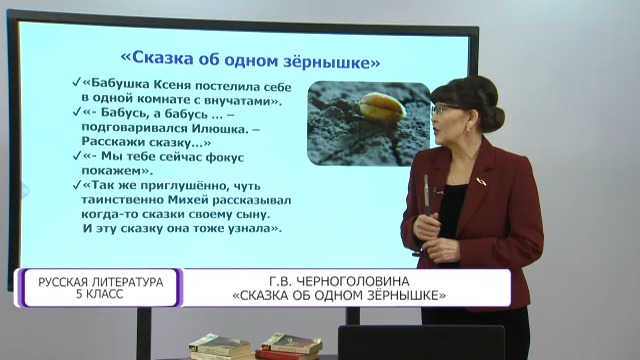 «Сказка об одном зёрнышке»
✓«Бабушка Ксеня постелила себе
в одной комнате с внучатами».
✓«- Бабусь, а бабусь ... –
подговаривался Илюшка. –
Расскажи сказку...»
✓«- Мы тебе сейчас фокус
покажем».
✓«Так же приглушённо, чуть
таинственно Михей рассказывал
когда-то сказки своему сыну.
И эту сказку она тоже узнала».
РУССКАЯ ЛИТЕРАТУРА
5 КЛАСС
Г.В. ЧЕРНОГОЛОВИНА
«СКАЗКА ОБ ОДНОМ ЗЁРНЫШКЕ»